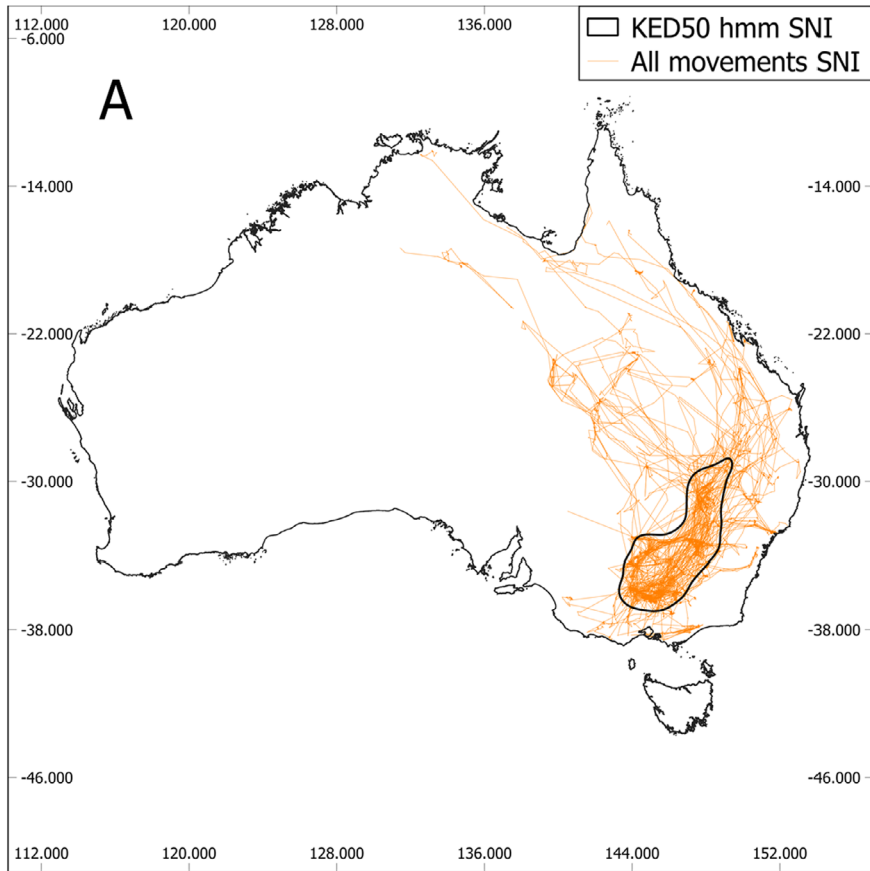 112.000 120.000 128.000 136.000
KED50 hmm SNI
All movements SNI
-6.000
A
-14.000 -14.000
-22.000 -22.000
-30.000 -30.000
-38.000 -38.000
-46.000 -46.000
112.000 120.000 128.000 136.000 144.000 152.000